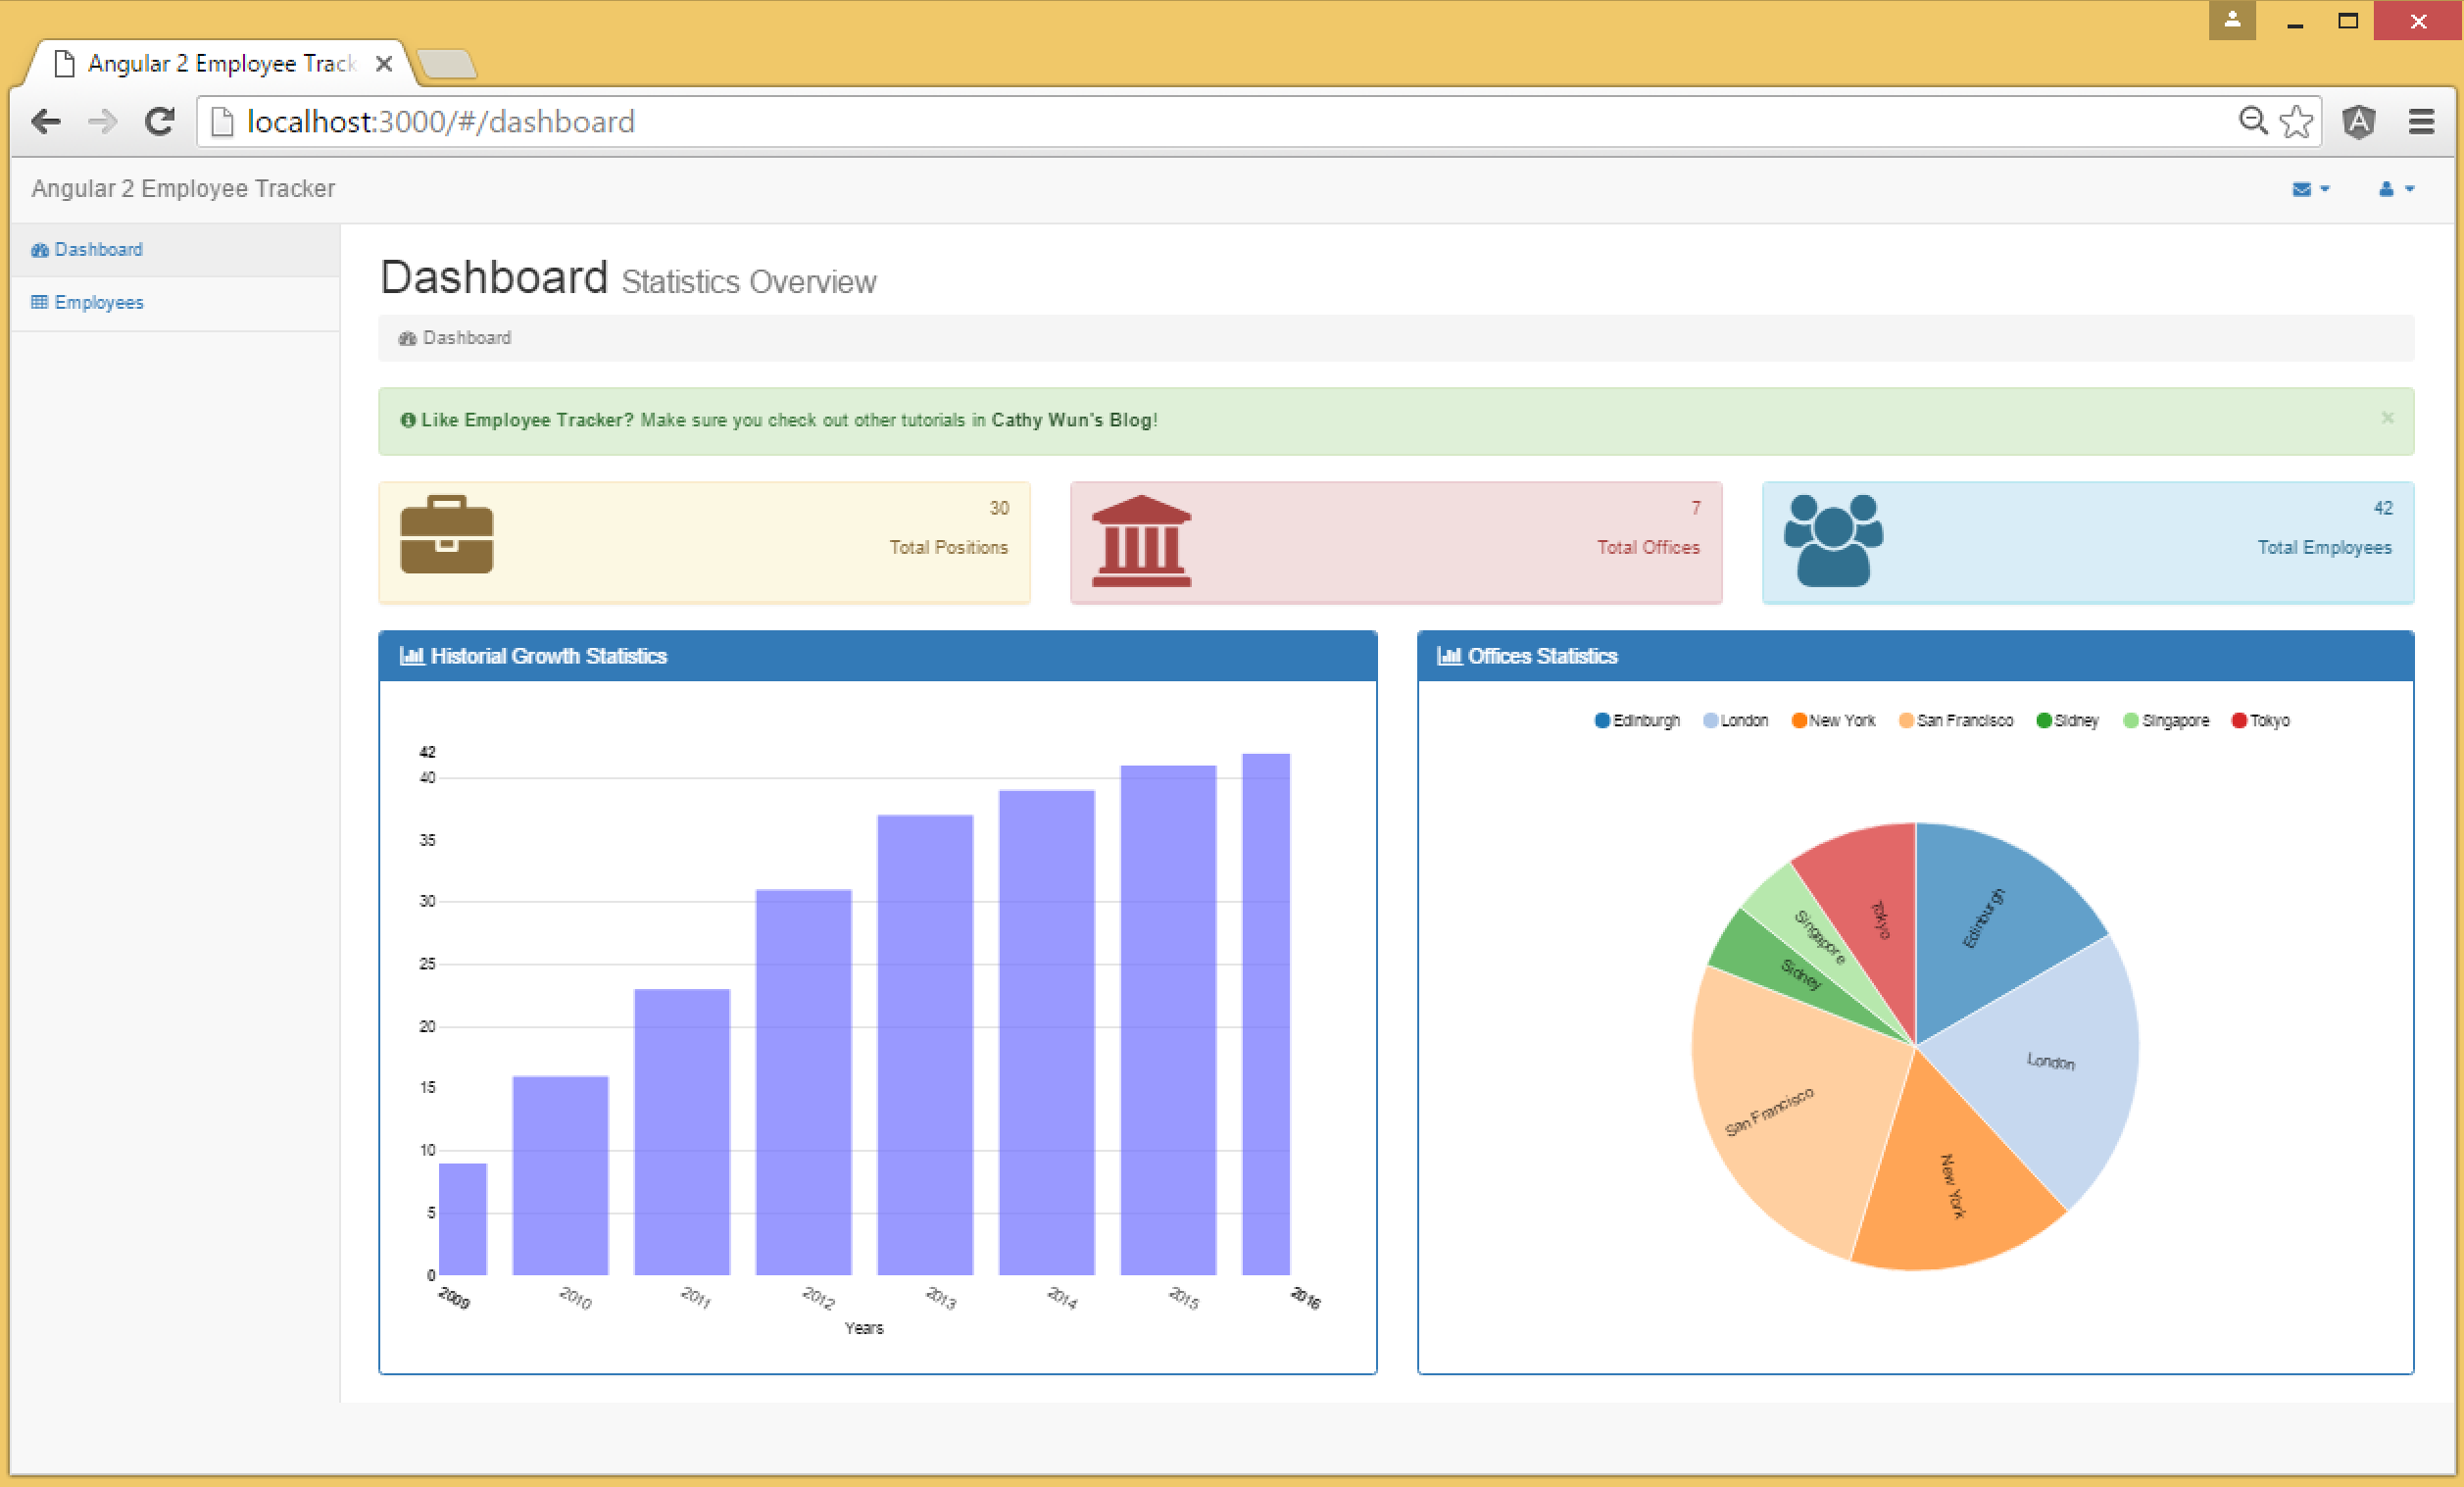 Angular 2 Employee Track
localhost:3000/#/dashboard
Angular 2 Employee Tracker
Dashboard
Employees
Dashboard Statistics Overview
Dashboard
Like Employee Tracker? Make sure you check out other tutorials in Cathy Wun's Blog!
30
Total Positions
7
Total Offices
42
Total Employees
Historial Growth Statistics
42
40
35
30
25
20
15
10
5
0
2009 2010 2011 2012 2013 2014 2015 2016
Years
Offices Statistics
Edinburgh London New York San Francisco Sidney Singapore Tokyo
Edinburgh
London
New York
San Francisco
Sidney
Singapore
Tokyo